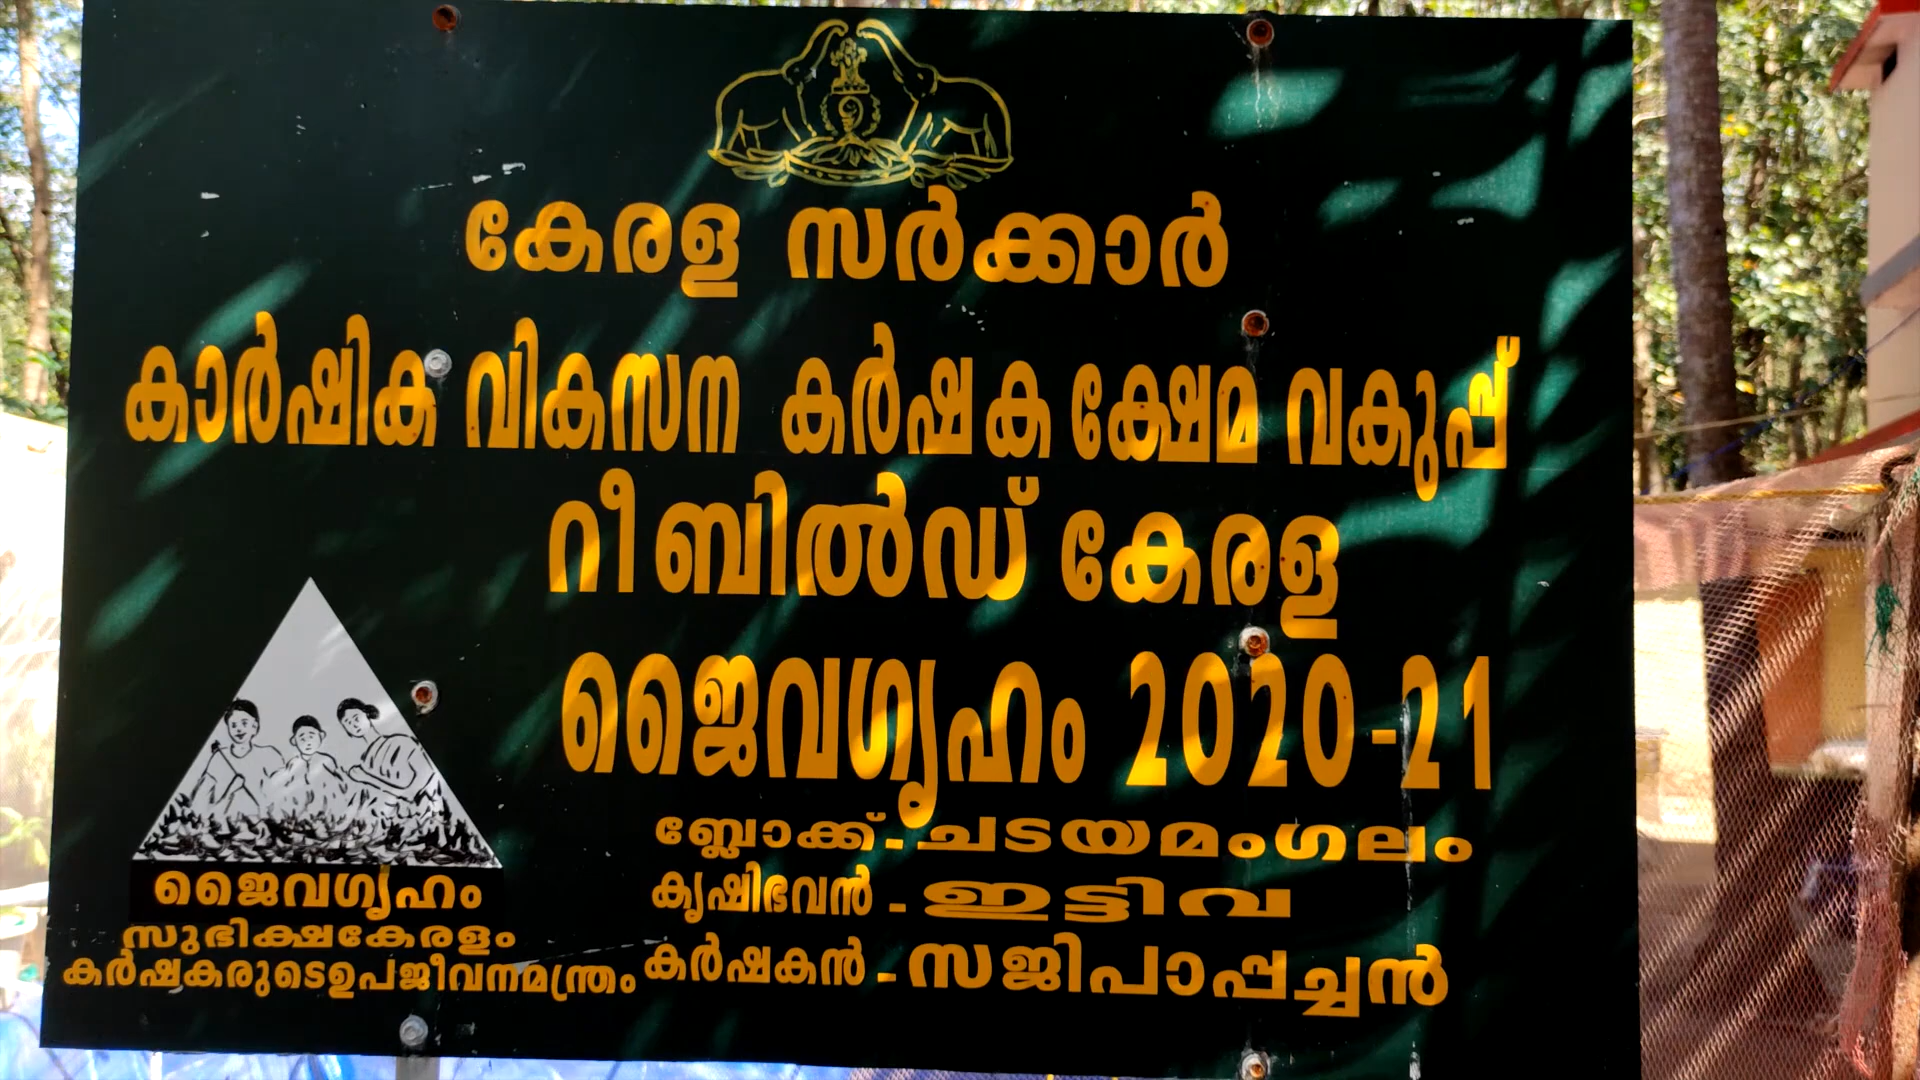 കേരള സർക്കാർ
കാർഷിക വികസന കർഷക ക്ഷേമ വകുപ്പ്
റീബിൽഡ് കേരള
ജൈവഗൃഹം 2020-21
ബ്ലോക്ക്-ചടയമംഗലം
കൃഷിഭവൻ - ഇട്ടിവ
കർഷകൻ - സജിപാപ്പച്ചൻ
ജൈവഗൃഹം
സുഭിക്ഷകേരളം
കർഷകരുടെഉപജീവനമന്ത്രം